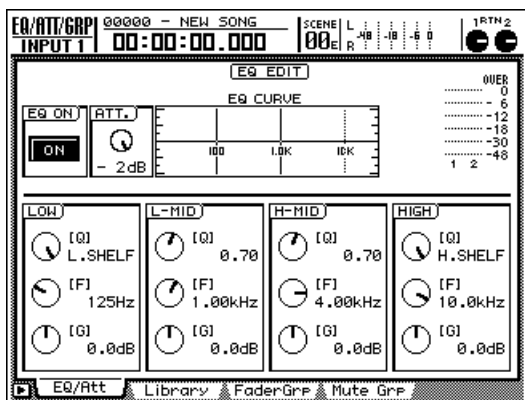 EQ/ATT/GRP 00000 - NEW SONG SCENE L -48 -18 -6 0 1 RTN 2
INPUT 1 00:00:00.000 00E R
EQ EDIT
EQ CURVE
OVER
0
- 6
-12
-18
-30
-48
1 2
EQ ON ATT.
ON
- 2dB
100 1.0K 10K
LOW L-MID H-MID HIGH
[Q] [Q] [Q] [Q]
L.SHELF 0.70 0.70 H.SHELF
[F] [F] [F] [F]
125Hz 1.00kHz 4.00kHz 10.0kHz
[G] [G] [G] [G]
0.0dB 0.0dB 0.0dB 0.0dB
EQ/Att Library FaderGrp Mute Grp